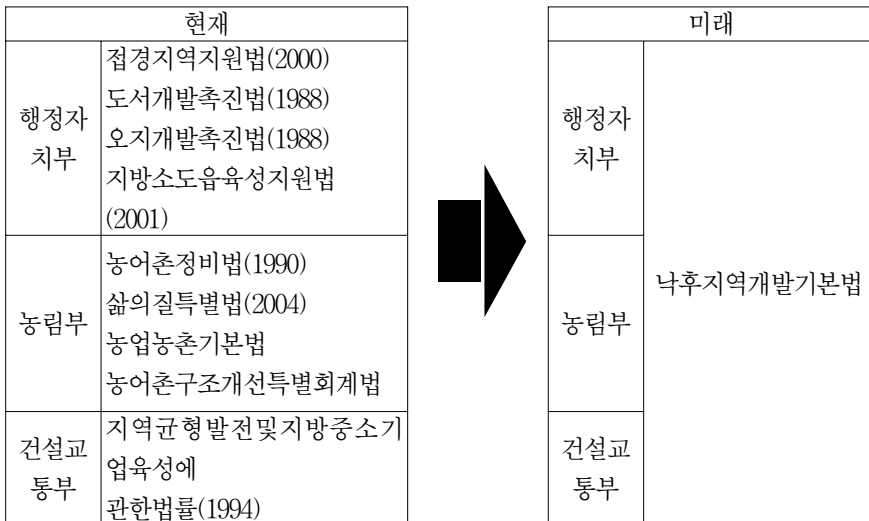 현재
행정자
치부
접경지역지원법(2000)
도서개발촉진법(1988)
오지개발촉진법(1988)
지방소도읍육성지원법
(2001)
농림부
농어촌정비법(1990)
삶의질특별법(2004)
농업농촌기본법
농어촌구조개선특별회계법
건설교
통부
지역균형발전및지방중소기
업육성에
관한법률(1994)
미래
행정자
치부
농림부
건설교
통부
낙후지역개발기본법